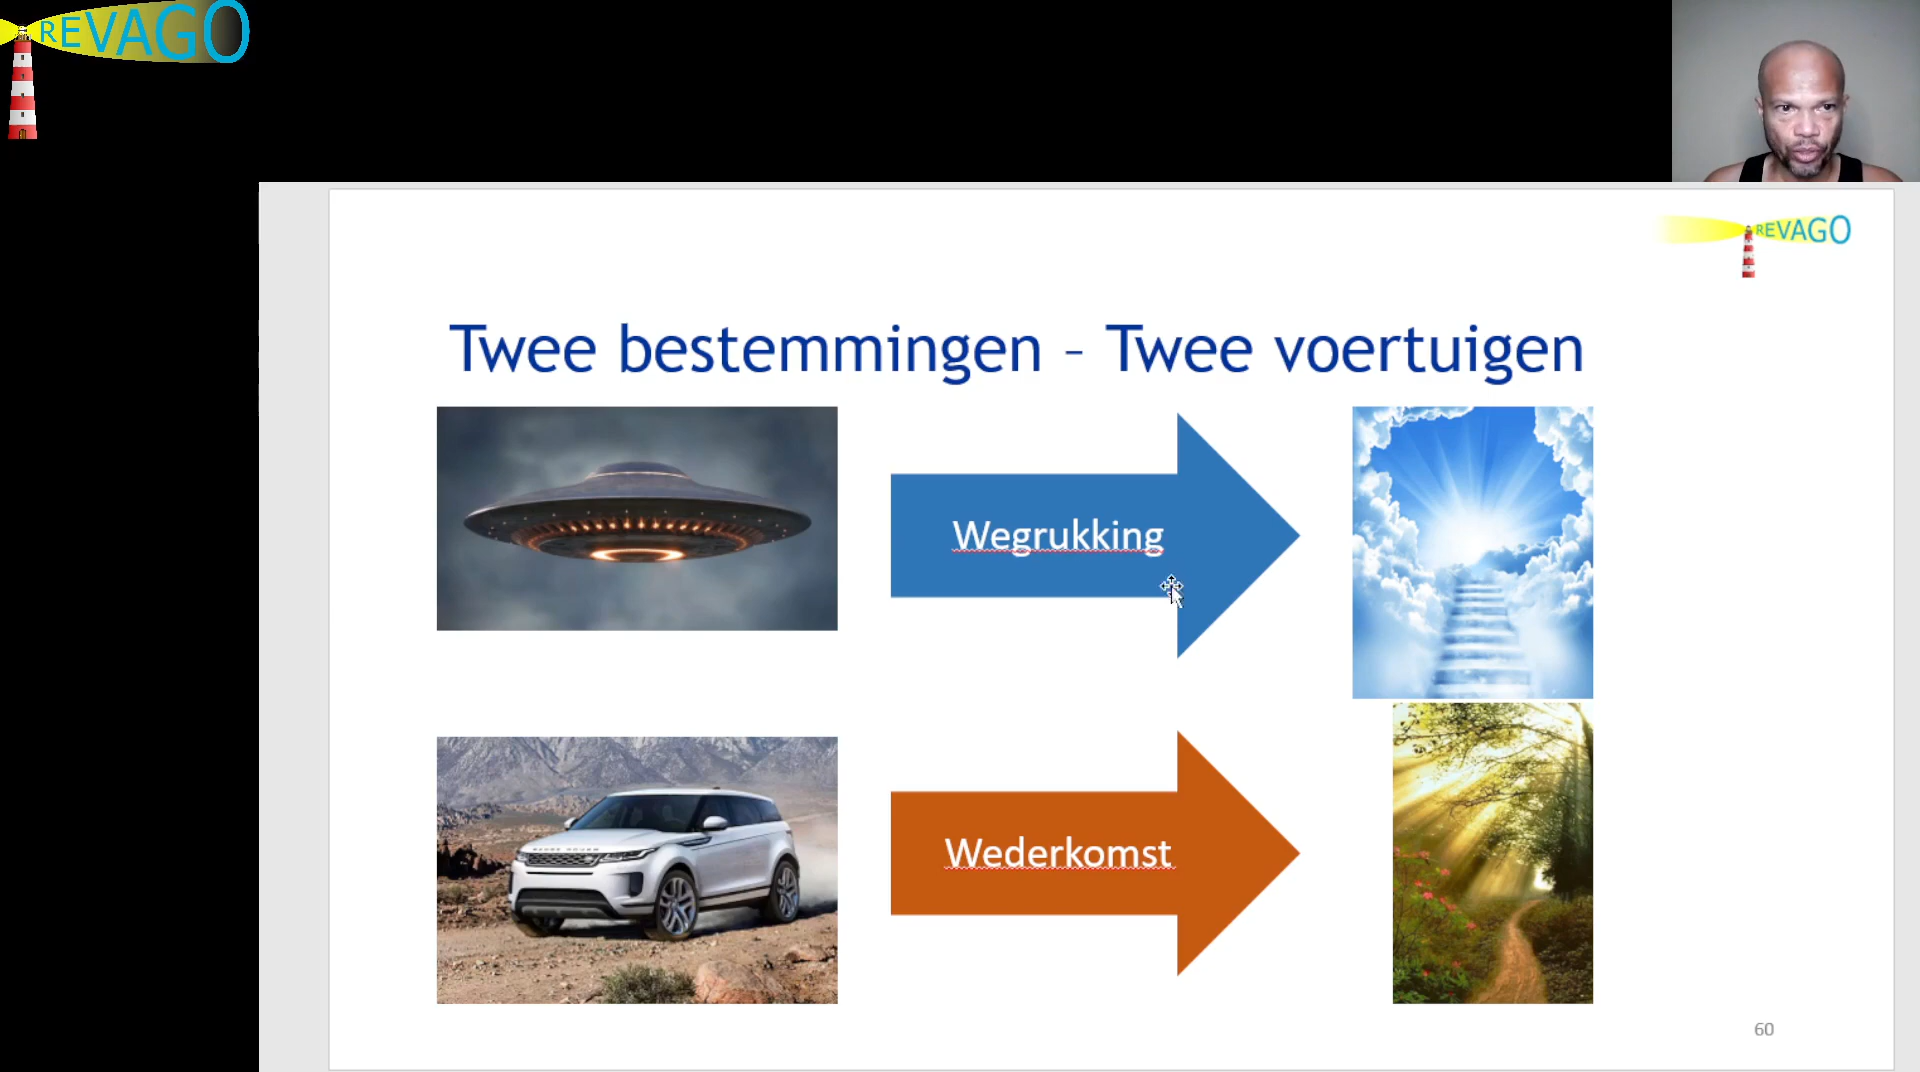 REVAGO
REVAGO
Twee bestemmingen – Twee voertuigen
Wegrukking
Wederkomst
60